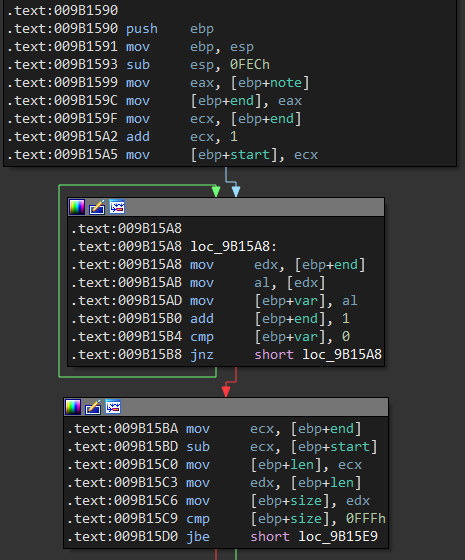 .text:009B1590
.text:009B1590 push ebp
.text:009B1591 mov ebp, esp
.text:009B1593 sub esp, 0FECh
.text:009B1599 mov eax, [ebp+note]
.text:009B159C mov [ebp+end], eax
.text:009B159F mov ecx, [ebp+end]
.text:009B15A2 add ecx, 1
.text:009B15A5 mov [ebp+start], ecx
.text:009B15A8
.text:009B15A8 loc_9B15A8:
.text:009B15A8 mov edx, [ebp+end]
.text:009B15AB mov al, [edx]
.text:009B15AD mov [ebp+var], al
.text:009B15B0 add [ebp+end], 1
.text:009B15B4 cmp [ebp+var], 0
.text:009B15B8 jnz short loc_9B15A8
.text:009B15BA mov ecx, [ebp+end]
.text:009B15BD sub ecx, [ebp+start]
.text:009B15C0 mov [ebp+len], ecx
.text:009B15C3 mov edx, [ebp+len]
.text:009B15C6 mov [ebp+size], edx
.text:009B15C9 cmp [ebp+size], 0FFFh
.text:009B15D0 jbe short loc_9B15E9